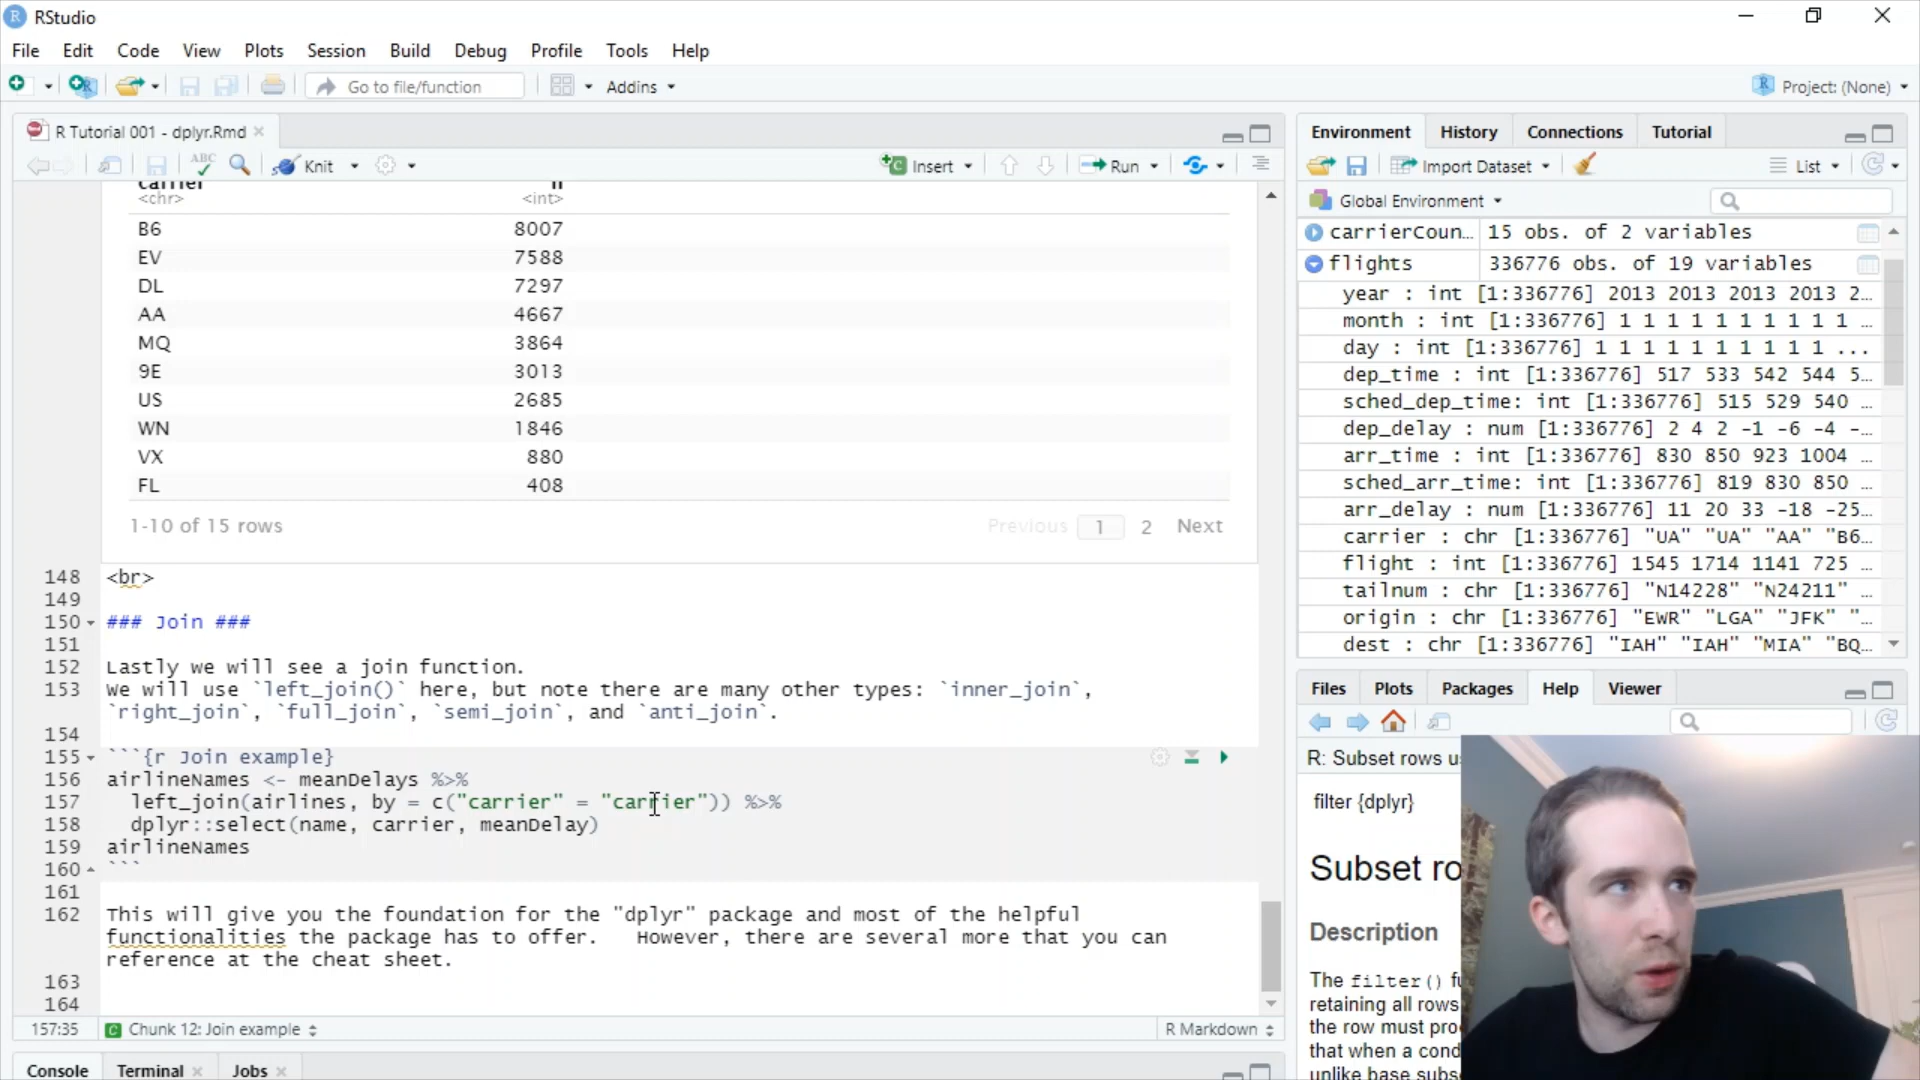 RStudio
File Edit Code View Plots Session Build Debug Profile Tools Help
Go to file/function Addins Project: (None)
R Tutorial 001 - dplyr.Rmd
ABC Knit Insert Run
carrier n
<chr> <int>
B6 8007
EV 7588
DL 7297
AA 4667
MQ 3864
9E 3013
US 2685
WN 1846
VX 880
FL 408
1-10 of 15 rows Previous 1 2 Next
148 <br>
149
150 ### Join ###
151
152 Lastly we will see a join function.
153 We will use `left_join()` here, but note there are many other types: `inner_join`,
`right_join`, `full_join`, `semi_join`, and `anti_join`.
154
155 ```{r Join example}
156 airlineNames <- meanDelays %>%
157 left_join(airlines, by = c("carrier" = "carrier")) %>%
158 dplyr::select(name, carrier, meanDelay)
159 airlineNames
160 ```
161
162 This will give you the foundation for the "dplyr" package and most of the helpful
functionalities the package has to offer. However, there are several more that you can
reference at the cheat sheet.
163
164
157:35 Chunk 12: Join example R Markdown
Console Terminal Jobs
Environment History Connections Tutorial
Import Dataset List
Global Environment
carrierCoun… 15 obs. of 2 variables
flights 336776 obs. of 19 variables
year : int [1:336776] 2013 2013 2013 2013 2…
month : int [1:336776] 1 1 1 1 1 1 1 1 1 1 …
day : int [1:336776] 1 1 1 1 1 1 1 1 1 1 ...
dep_time : int [1:336776] 517 533 542 544 5…
sched_dep_time: int [1:336776] 515 529 540 …
dep_delay : num [1:336776] 2 4 2 -1 -6 -4 -…
arr_time : int [1:336776] 830 850 923 1004 …
sched_arr_time: int [1:336776] 819 830 850 …
arr_delay : num [1:336776] 11 20 33 -18 -25…
carrier : chr [1:336776] "UA" "UA" "AA" "B6…
flight : int [1:336776] 1545 1714 1141 725 …
tailnum : chr [1:336776] "N14228" "N24211" …
origin : chr [1:336776] "EWR" "LGA" "JFK" "…
dest : chr [1:336776] "IAH" "IAH" "MIA" "BQ…
Files Plots Packages Help Viewer
R: Subset rows u
filter {dplyr}
Subset ro
Description
The filter() fu
retaining all rows
the row must pro
that when a cond
unlike base subs